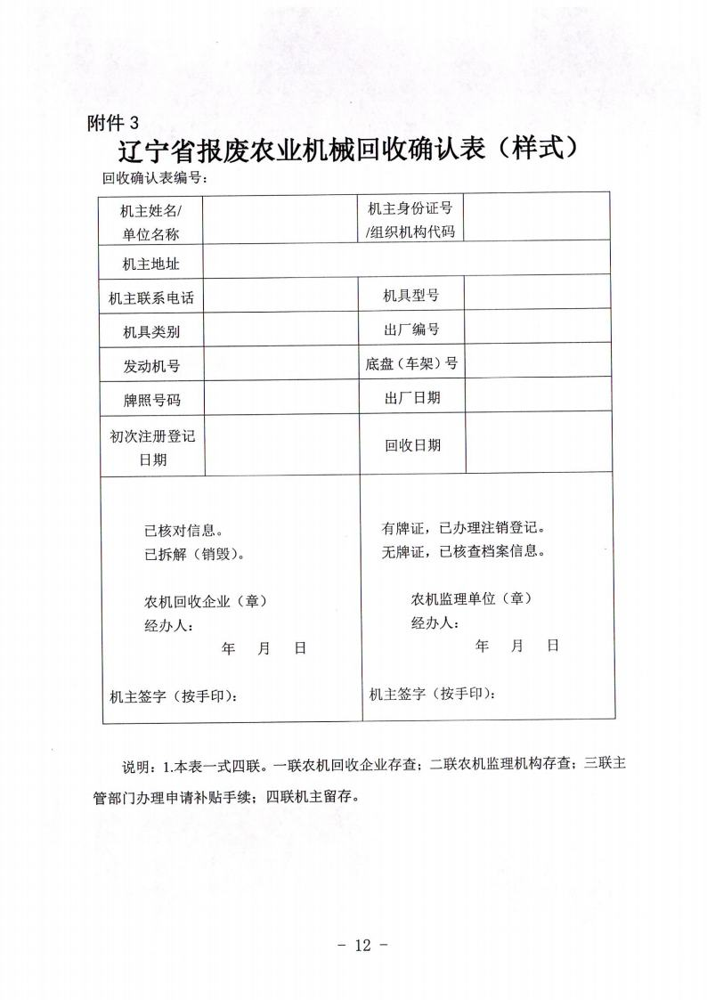 附件 3
辽宁省报废农业机械回收确认表（样式）
回收确认表编号：
机主姓名/
单位名称
机主身份证号
/组织机构代码
机主地址
机主联系电话
机具型号
机具类别
出厂编号
发动机号
底盘（车架）号
牌照号码
出厂日期
初次注册登记
日期
回收日期
已核对信息。
已拆解（销毁）。
农机回收企业（章）
经办人：
年 月 日
机主签字（按手印）：
有牌证，已办理注销登记。
无牌证，已核查档案信息。
农机监理单位（章）
经办人：
年 月 日
机主签字（按手印）：
说明：1.本表一式四联。一联农机回收企业存查；二联农机监理机构存查；三联主
管部门办理申请补贴手续；四联机主留存。
- 12 -